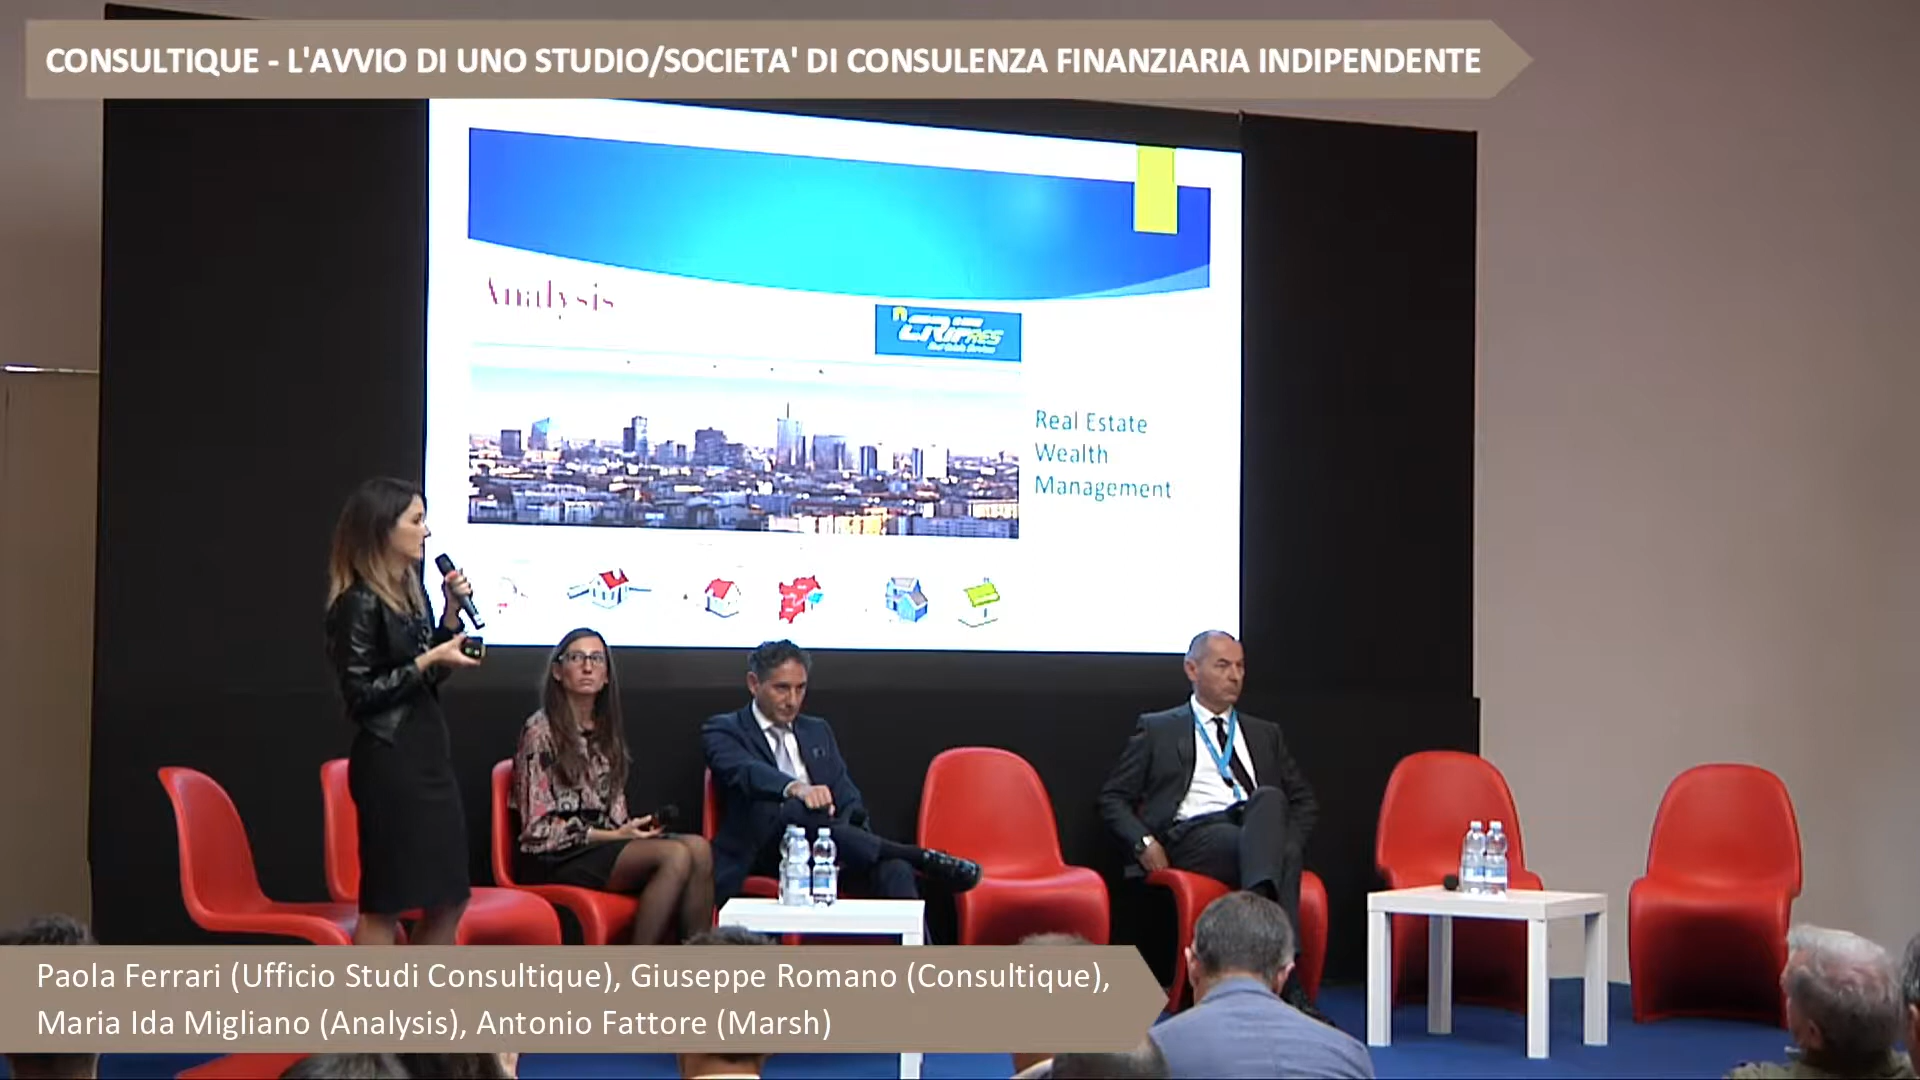 CONSULTIQUE - L'AVVIO DI UNO STUDIO/SOCIETA' DI CONSULENZA FINANZIARIA INDIPENDENTE
Analysis
Real Estate
Wealth
Management
Paola Ferrari (Ufficio Studi Consultique), Giuseppe Romano (Consultique),
Maria Ida Migliano (Analysis), Antonio Fattore (Marsh)